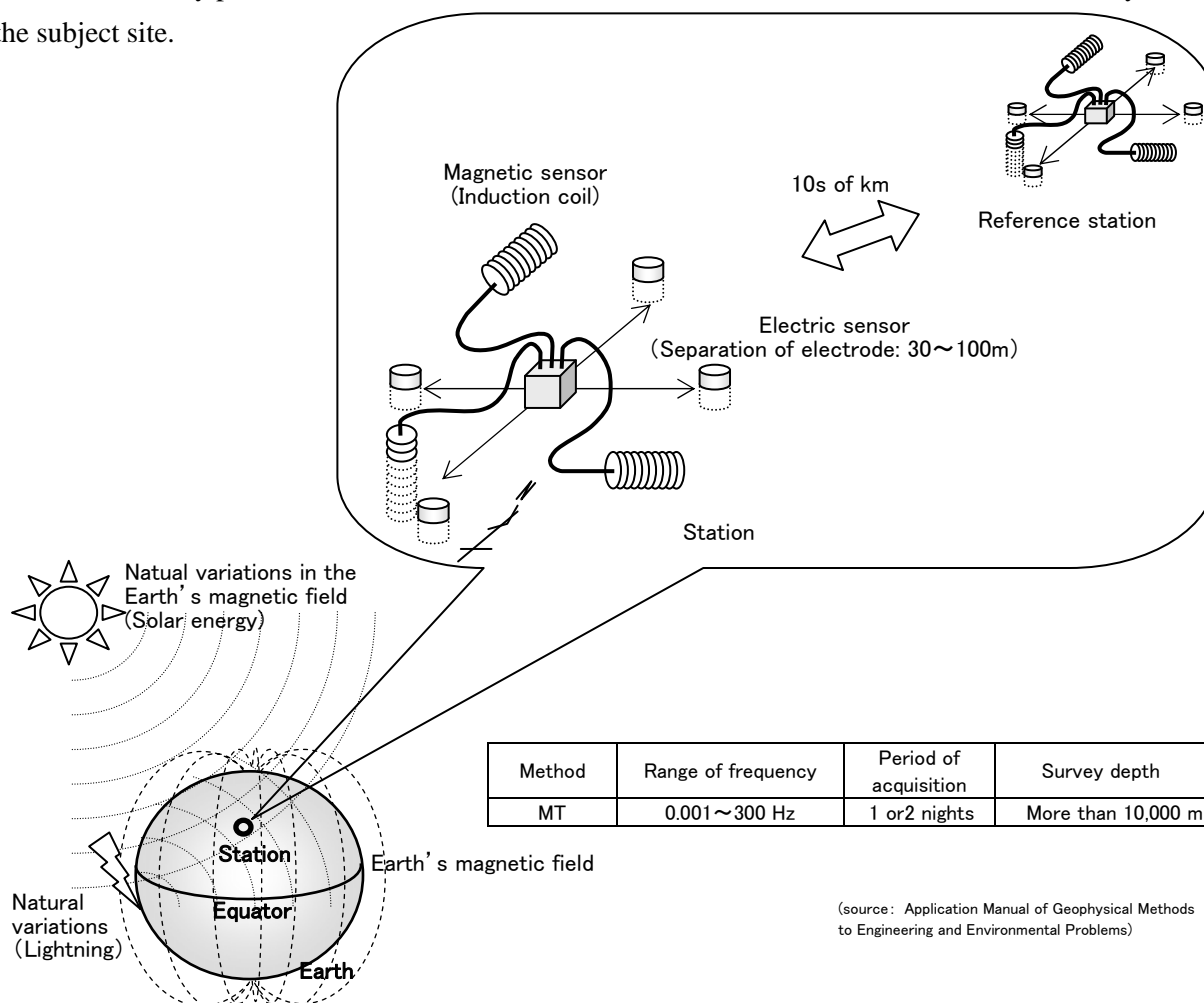 the subject site.
Magnetic sensor
(Induction coil)
10s of km
Reference station
Electric sensor
(Separation of electrode: 30～100m)
Station
Natual variations in the
Earth’s magnetic field
(Solar energy)
Method Range of frequency Period of acquisition Survey depth
MT 0.001～300 Hz 1 or2 nights More than 10,000 m
Station
Earth’s magnetic field
Equator
Natural
variations
(Lightning)
Earth
(source: Application Manual of Geophysical Methods
to Engineering and Environmental Problems)